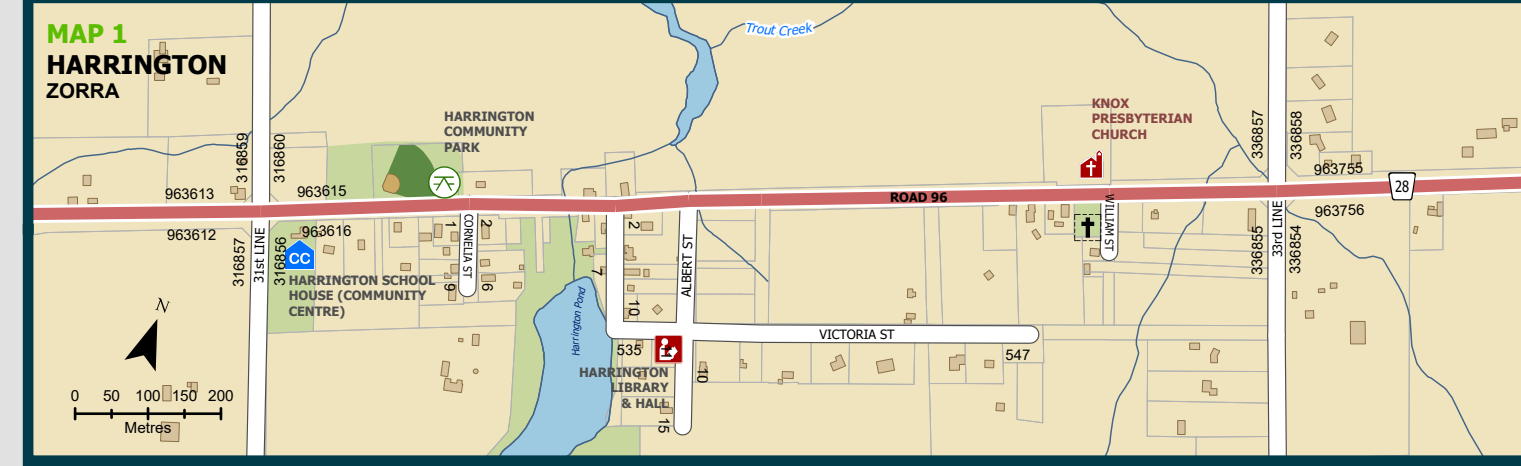 MAP 1
HARRINGTON
ZORRA
Trout Creek
HARRINGTON
COMMUNITY
PARK
KNOX
PRESBYTERIAN
CHURCH
316859
316860
336857
336858
963613
963615
963755
28
ROAD 96
WILLIAM ST
963612
963616
963756
316857
31st LINE
316856
CC
1
CORNELIA ST
2
9
6
HARRINGTON SCHOOL
HOUSE (COMMUNITY
CENTRE)
2
7
10
ALBERT ST
336855
33rd LINE
336854
N
Harrington Pond
VICTORIA ST
535
547
HARRINGTON
LIBRARY
& HALL
10
15
0 50 100 150 200
Metres